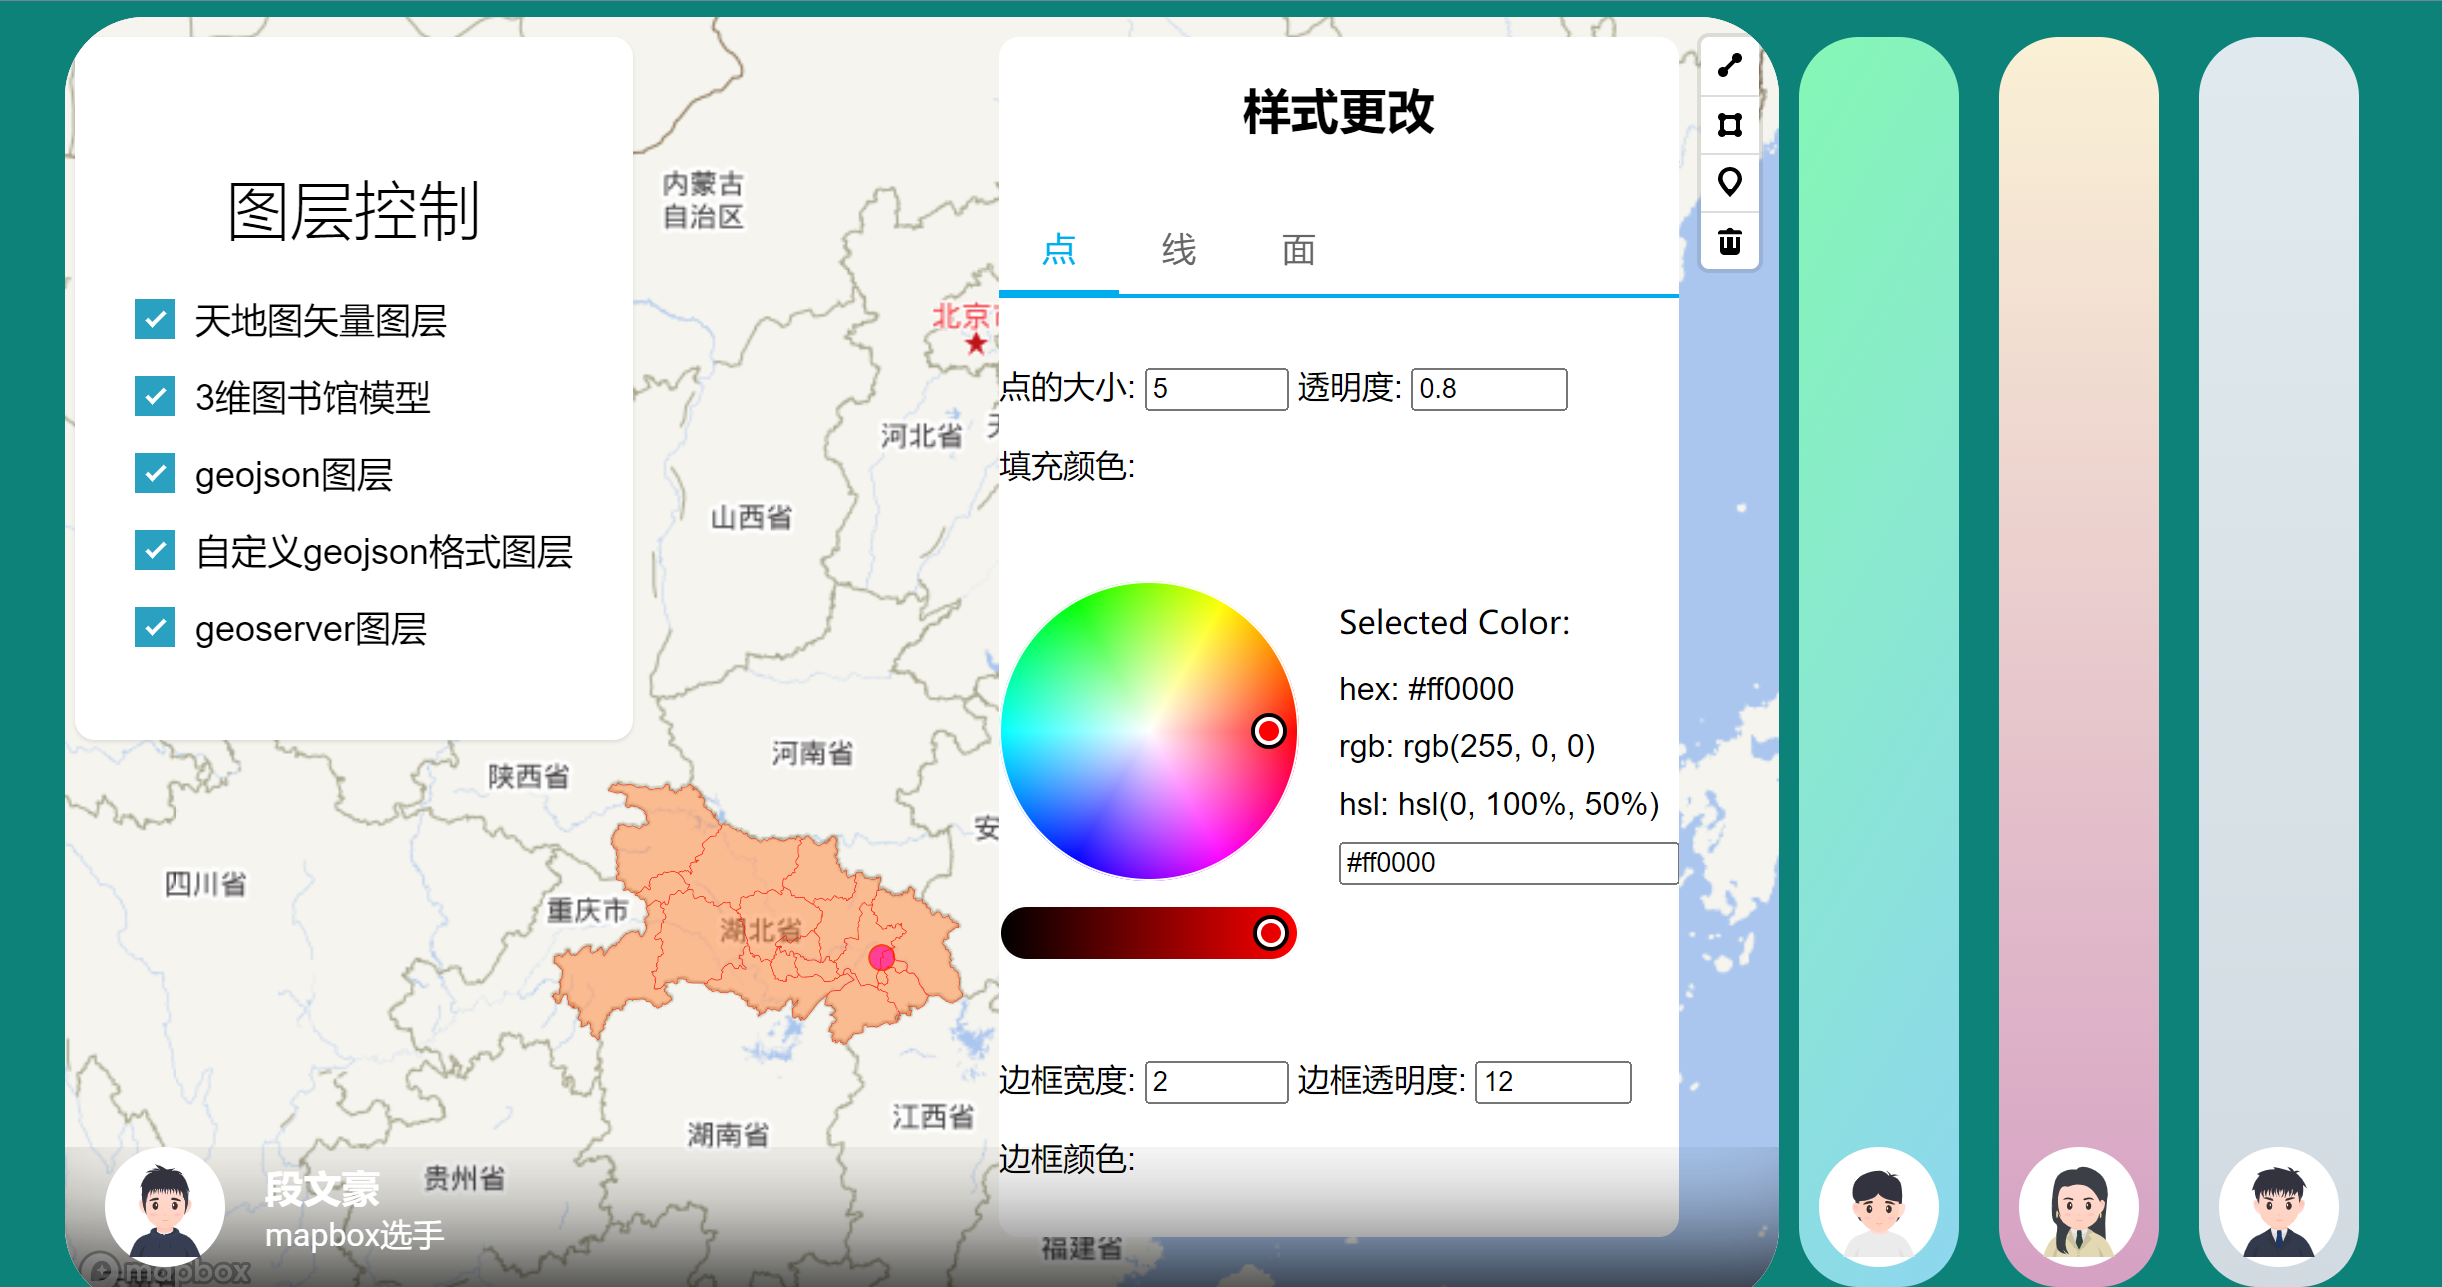 图层控制
天地图矢量图层
3维图书馆模型
geojson图层
自定义geojson格式图层
geoserver图层
样式更改
点 线 面
点的大小: 5 透明度: 0.8
填充颜色:
Selected Color:
hex: #ff0000
rgb: rgb(255, 0, 0)
hsl: hsl(0, 100%, 50%)
#ff0000
边框宽度: 2 边框透明度: 12
边框颜色:
内蒙古
自治区
北京市
河北省
山西省
河南省
陕西省
安
四川省
重庆市
湖北省
江西省
湖南省
贵州省
福建省
段文豪
mapbox选手
mapbox